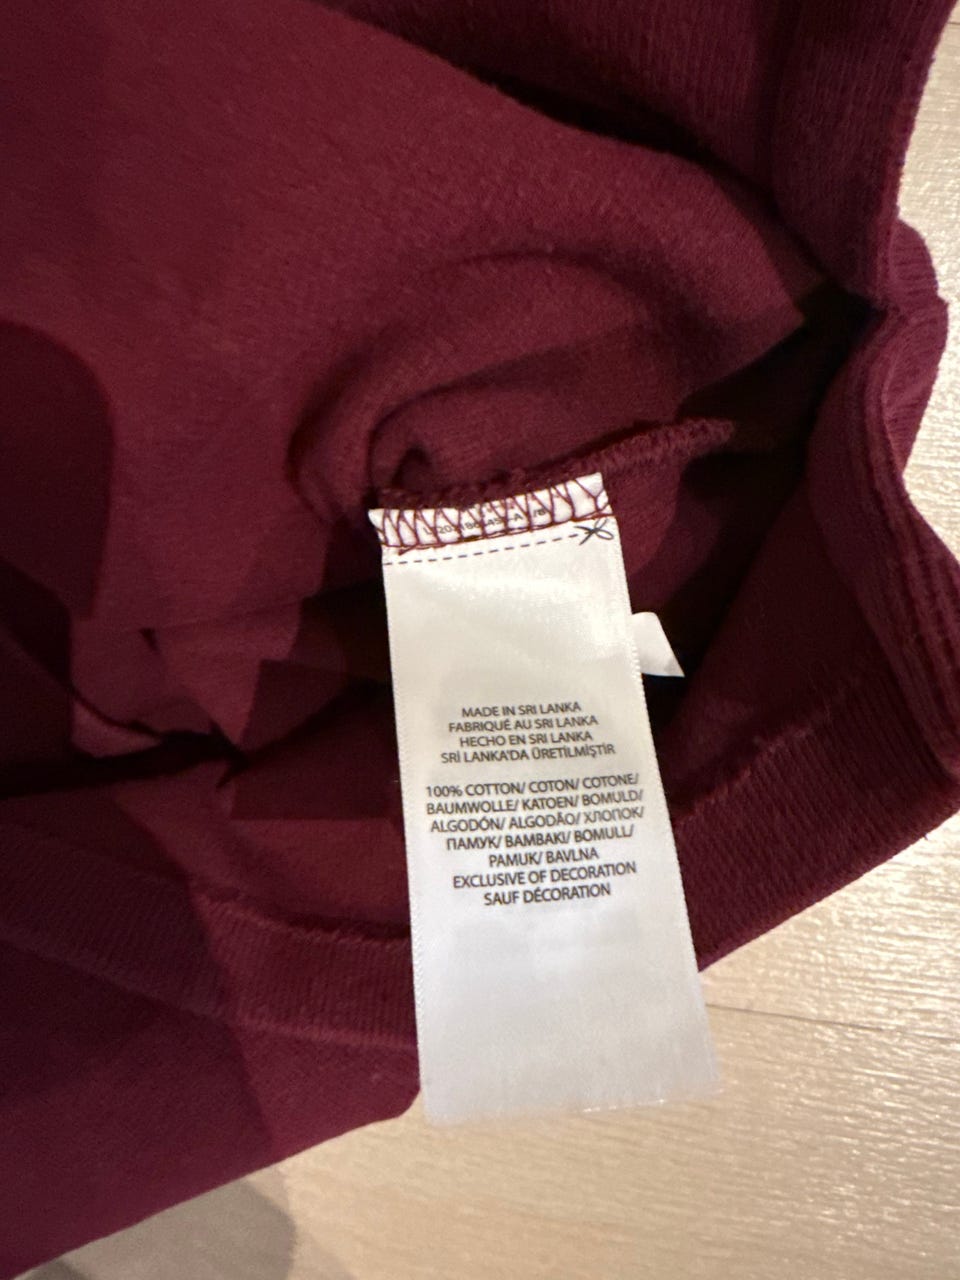 MADE IN SRI LANKA
FABRIQUÉ AU SRI LANKA
HECHO EN SRI LANKA
SRİ LANKA'DA ÜRETİLMİŞTİR
100% COTTON/ COTON/ COTONE/
BAUMWOLLE/ KATOEN/ BOMULD/
ALGODÓN/ ALGODÃO/ ХЛОПОК/
ПАМУК/ BAMBAKI/ BOMULL/
PAMUK/ BAVLNA
EXCLUSIVE OF DECORATION
SAUF DÉCORATION